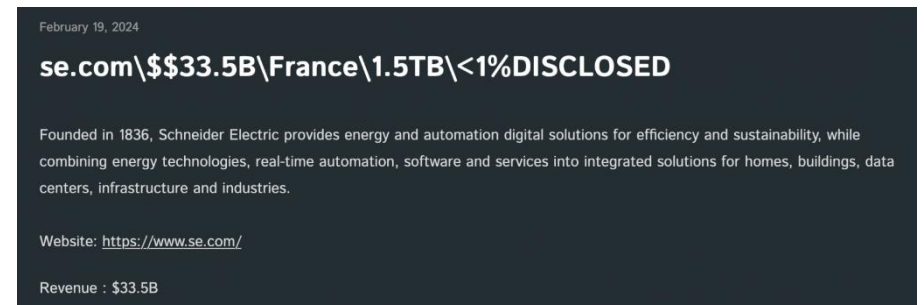 February 19, 2024
se.com\$$33.5B\France\1.5TB\<1%DISCLOSED
Founded in 1836, Schneider Electric provides energy and automation digital solutions for efficiency and sustainability, while
combining energy technologies, real-time automation, software and services into integrated solutions for homes, buildings, data
centers, infrastructure and industries.
Website: https://www.se.com/
Revenue : $33.5B